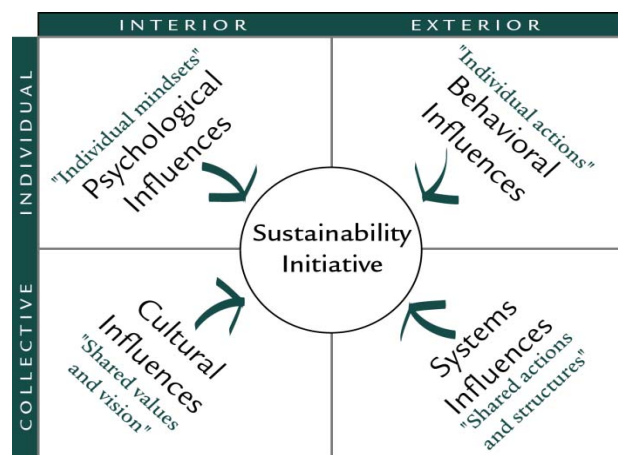 INTERIOR
EXTERIOR
INDIVIDUAL
"Individual mindsets"
Psychological
Influences
"Individual actions"
Behavioral
Influences
Sustainability
Initiative
COLLECTIVE
Cultural
Influences
"Shared values
and vision"
Systems
Influences
"Shared actions
and structures"